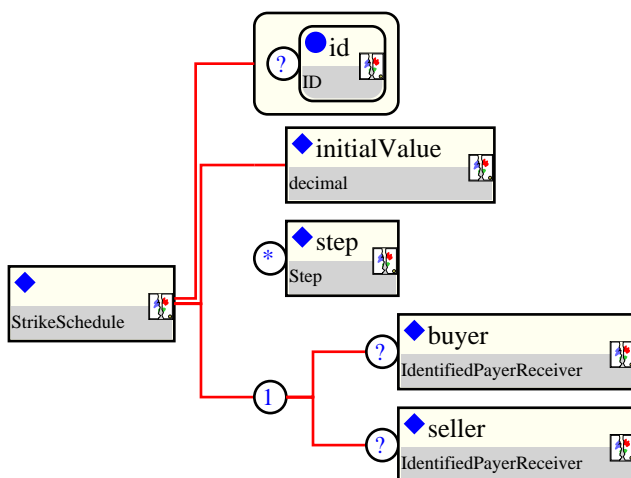 ?
id
ID
initialValue
decimal
*
step
Step
StrikeSchedule
?
buyer
IdentifiedPayerReceiver
1
?
seller
IdentifiedPayerReceiver